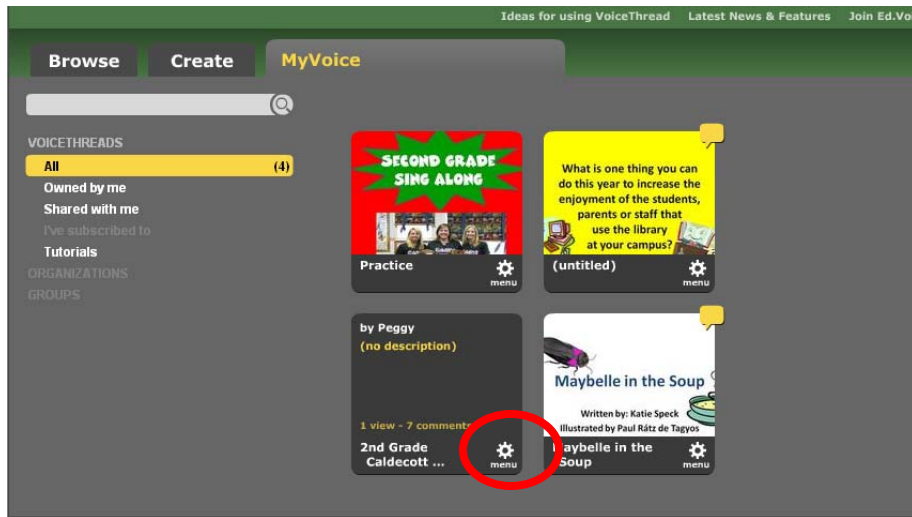 Ideas for using VoiceThread Latest News & Features Join Ed.Vo
Browse Create MyVoice
VOICETHREADS
All (4)
Owned by me
Shared with me
I've subscribed to
Tutorials
ORGANIZATIONS
GROUPS
SECOND GRADE
SING ALONG
Practice
menu
What is one thing you can
do this year to increase the
enjoyment of the students,
parents or staff that
use the library
at your campus?
(untitled)
menu
by Peggy
(no description)
1 view - 7 comments
2nd Grade
Caldecott ...
menu
Maybelle in the Soup
Written by: Katie Speck
Illustrated by Paul Rátz de Tagyos
Maybelle in the
Soup
menu